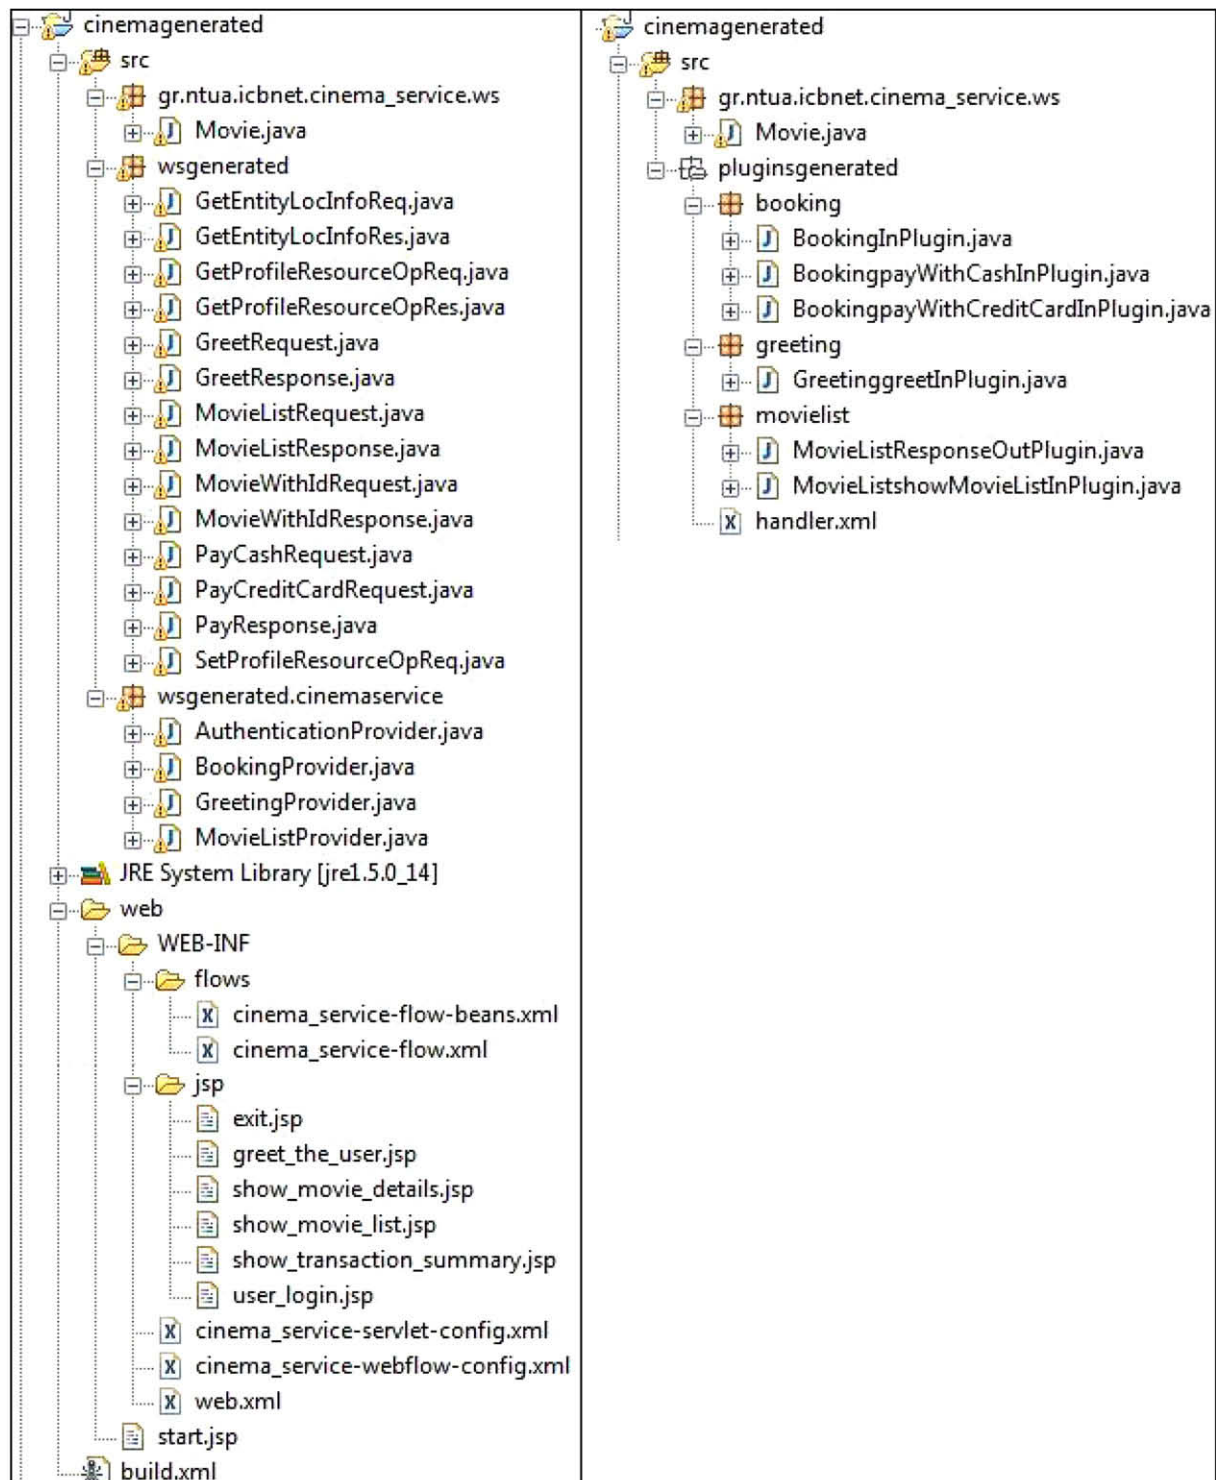 cinemagenerated
src
gr.ntua.icbnet.cinema_service.ws
Movie.java
wsgenerated
GetEntityLocInfoReq.java
GetEntityLocInfoRes.java
GetProfileResourceOpReq.java
GetProfileResourceOpRes.java
GreetRequest.java
GreetResponse.java
MovieListRequest.java
MovieListResponse.java
MovieWithIdRequest.java
MovieWithIdResponse.java
PayCashRequest.java
PayCreditCardRequest.java
PayResponse.java
SetProfileResourceOpReq.java
wsgenerated.cinemaservice
AuthenticationProvider.java
BookingProvider.java
GreetingProvider.java
MovieListProvider.java
JRE System Library [jre1.5.0_14]
web
WEB-INF
flows
cinema_service-flow-beans.xml
cinema_service-flow.xml
jsp
exit.jsp
greet_the_user.jsp
show_movie_details.jsp
show_movie_list.jsp
show_transaction_summary.jsp
user_login.jsp
cinema_service-servlet-config.xml
cinema_service-webflow-config.xml
web.xml
start.jsp
build.xml
cinemagenerated
src
gr.ntua.icbnet.cinema_service.ws
Movie.java
pluginsgenerated
booking
BookingInPlugin.java
BookingpayWithCashInPlugin.java
BookingpayWithCreditCardInPlugin.java
greeting
GreetinggreetInPlugin.java
movielist
MovieListResponseOutPlugin.java
MovieListshowMovieListInPlugin.java
handler.xml